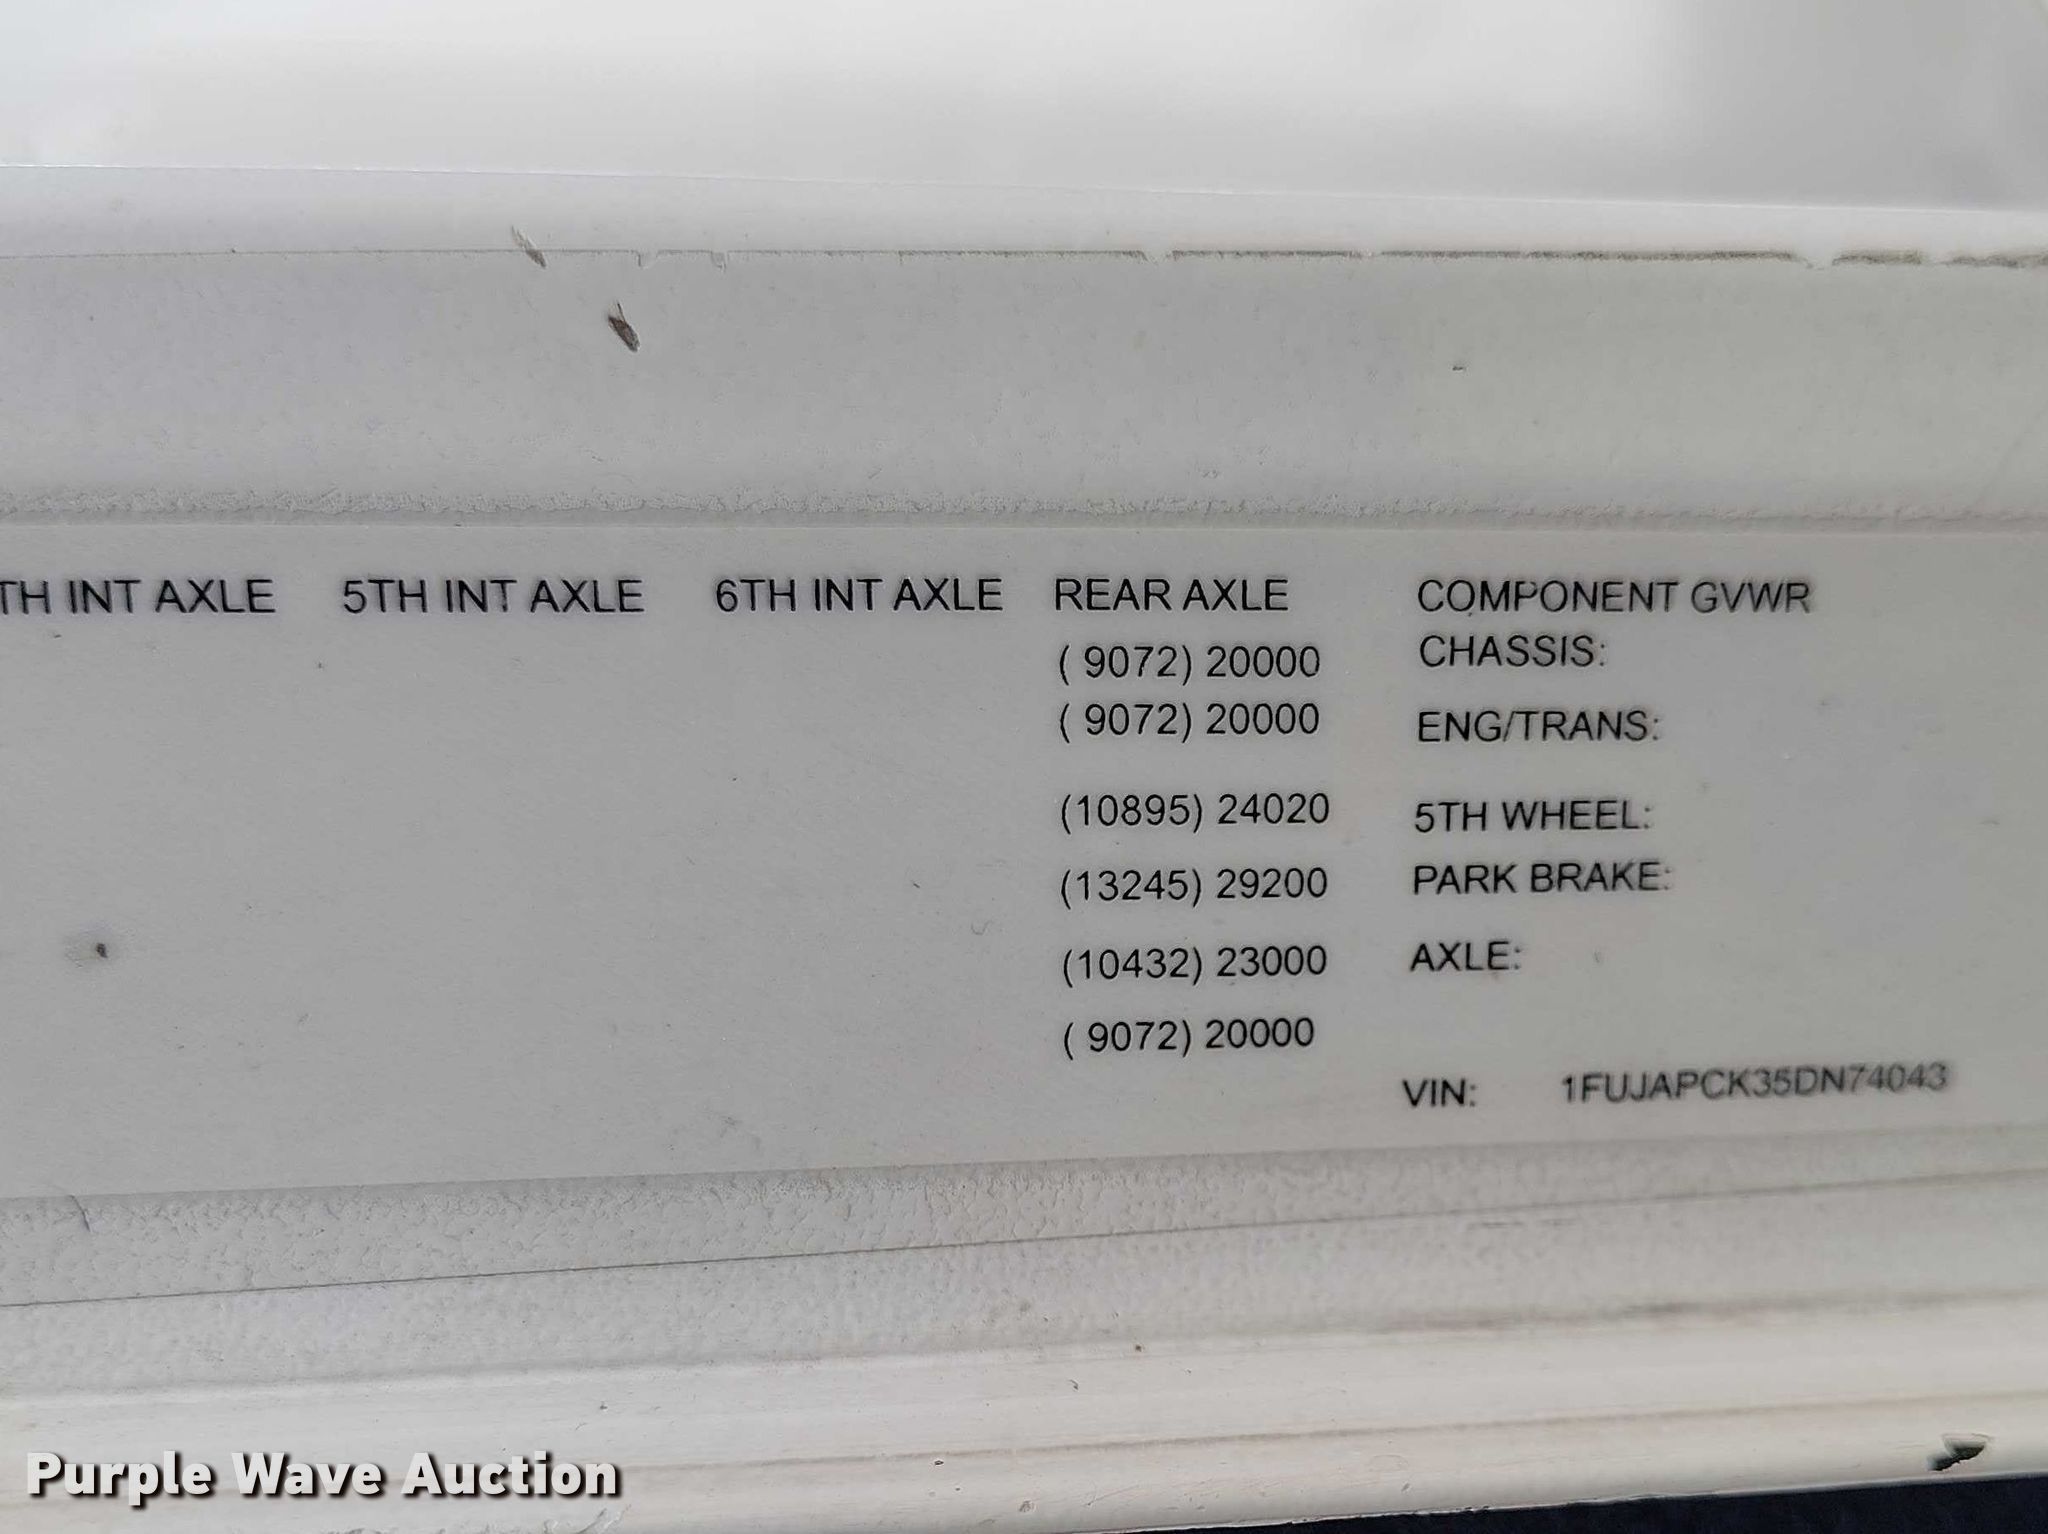 TH INT AXLE 5TH INT AXLE 6TH INT AXLE REAR AXLE COMPONENT GVWR
( 9072) 20000 CHASSIS:
( 9072) 20000 ENG/TRANS:
(10895) 24020 5TH WHEEL:
(13245) 29200 PARK BRAKE:
(10432) 23000 AXLE:
( 9072) 20000
VIN: 1FUJAPCK35DN74043
Purple Wave Auction